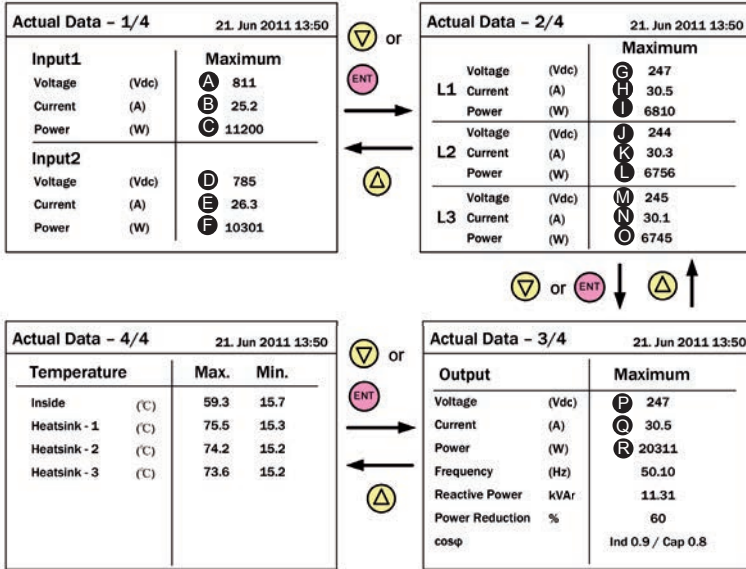 Actual Data – 1/4 21. Jun 2011 13:50
Input1 Maximum
Voltage (Vdc) A 811
Current (A) B 25.2
Power (W) C 11200
Input2
Voltage (Vdc) D 785
Current (A) E 26.3
Power (W) F 10301
or
ENT
Actual Data – 2/4 21. Jun 2011 13:50
Maximum
L1
Voltage (Vdc) G 247
Current (A) H 30.5
Power (W) I 6810
L2
Voltage (Vdc) J 244
Current (A) K 30.3
Power (W) L 6756
L3
Voltage (Vdc) M 245
Current (A) N 30.1
Power (W) O 6745
or ENT
Actual Data – 4/4 21. Jun 2011 13:50
Temperature Max. Min.
Inside (℃) 59.3 15.7
Heatsink - 1 (℃) 75.5 15.3
Heatsink - 2 (℃) 74.2 15.2
Heatsink - 3 (℃) 73.6 15.2
or
ENT
Actual Data – 3/4 21. Jun 2011 13:50
Output Maximum
Voltage (Vdc) P 247
Current (A) Q 30.5
Power (W) R 20311
Frequency (Hz) 50.10
Reactive Power kVAr 11.31
Power Reduction % 60
cosφ Ind 0.9 / Cap 0.8